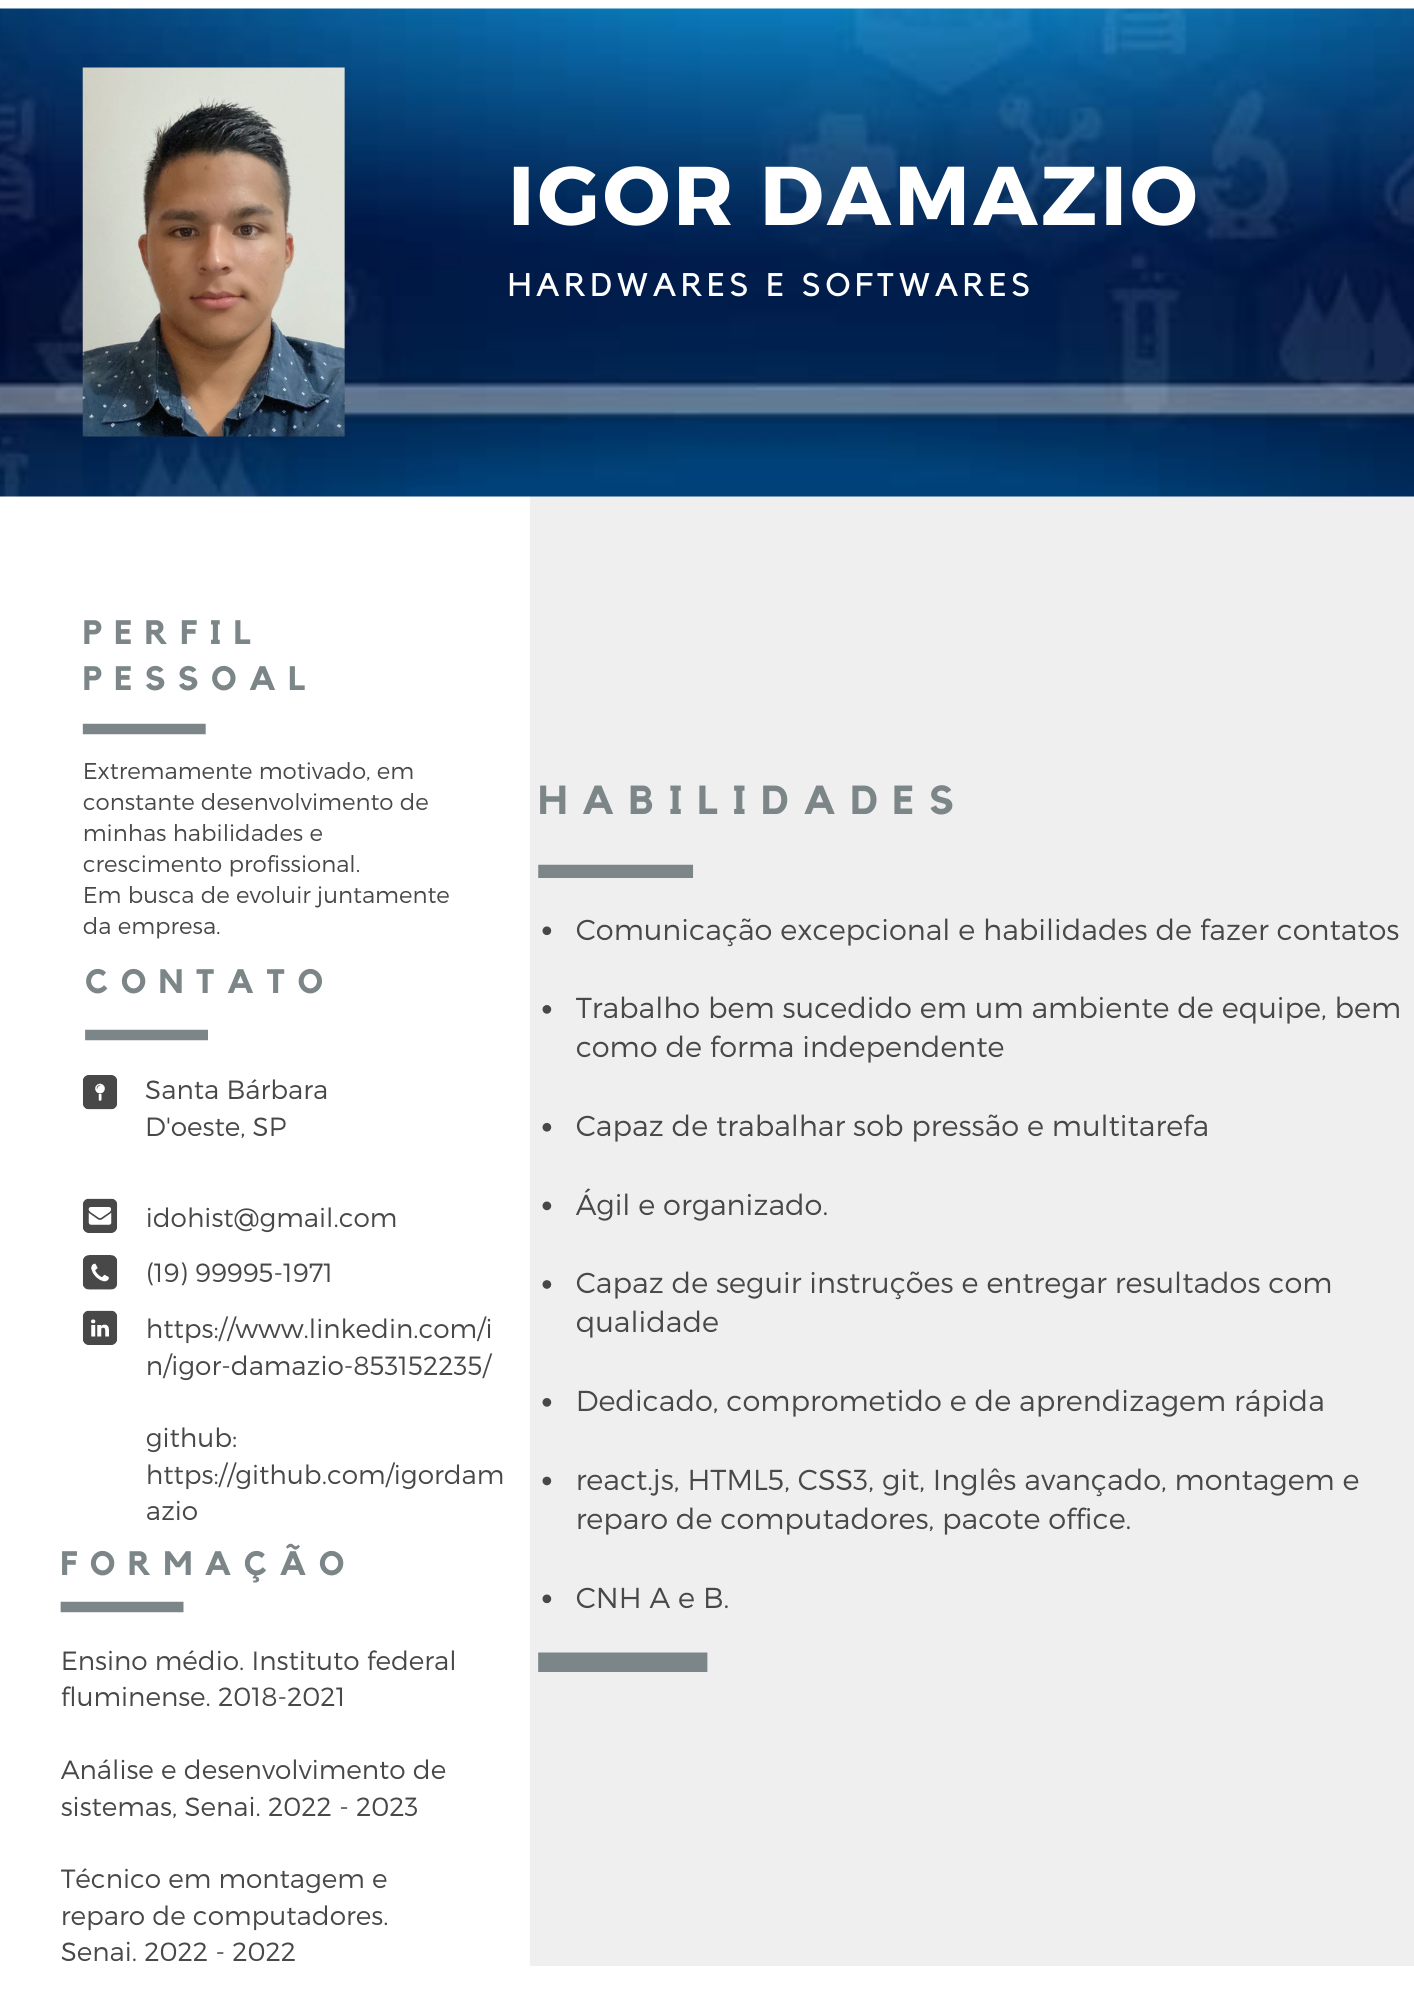 IGOR DAMAZIO
HARDWARES E SOFTWARES
PERFIL
PESSOAL
Extremamente motivado, em
constante desenvolvimento de
minhas habilidades e
crescimento profissional.
Em busca de evoluir juntamente
da empresa.
CONTATO
Santa Bárbara
D'oeste, SP
idohist@gmail.com
(19) 99995-1971
in
https://www.linkedin.com/i
n/igor-damazio-853152235/
github:
https://github.com/igordam
azio
FORMAÇÃO
Ensino médio. Instituto federal
fluminense. 2018-2021
Análise e desenvolvimento de
sistemas, Senai. 2022 - 2023
Técnico em montagem e
reparo de computadores.
Senai. 2022 - 2022
HABILIDADES
• Comunicação excepcional e habilidades de fazer contatos
• Trabalho bem sucedido em um ambiente de equipe, bem
como de forma independente
• Capaz de trabalhar sob pressão e multitarefa
• Ágil e organizado.
• Capaz de seguir instruções e entregar resultados com
qualidade
• Dedicado, comprometido e de aprendizagem rápida
• react.js, HTML5, CSS3, git, Inglês avançado, montagem e
reparo de computadores, pacote office.
• CNH A e B.